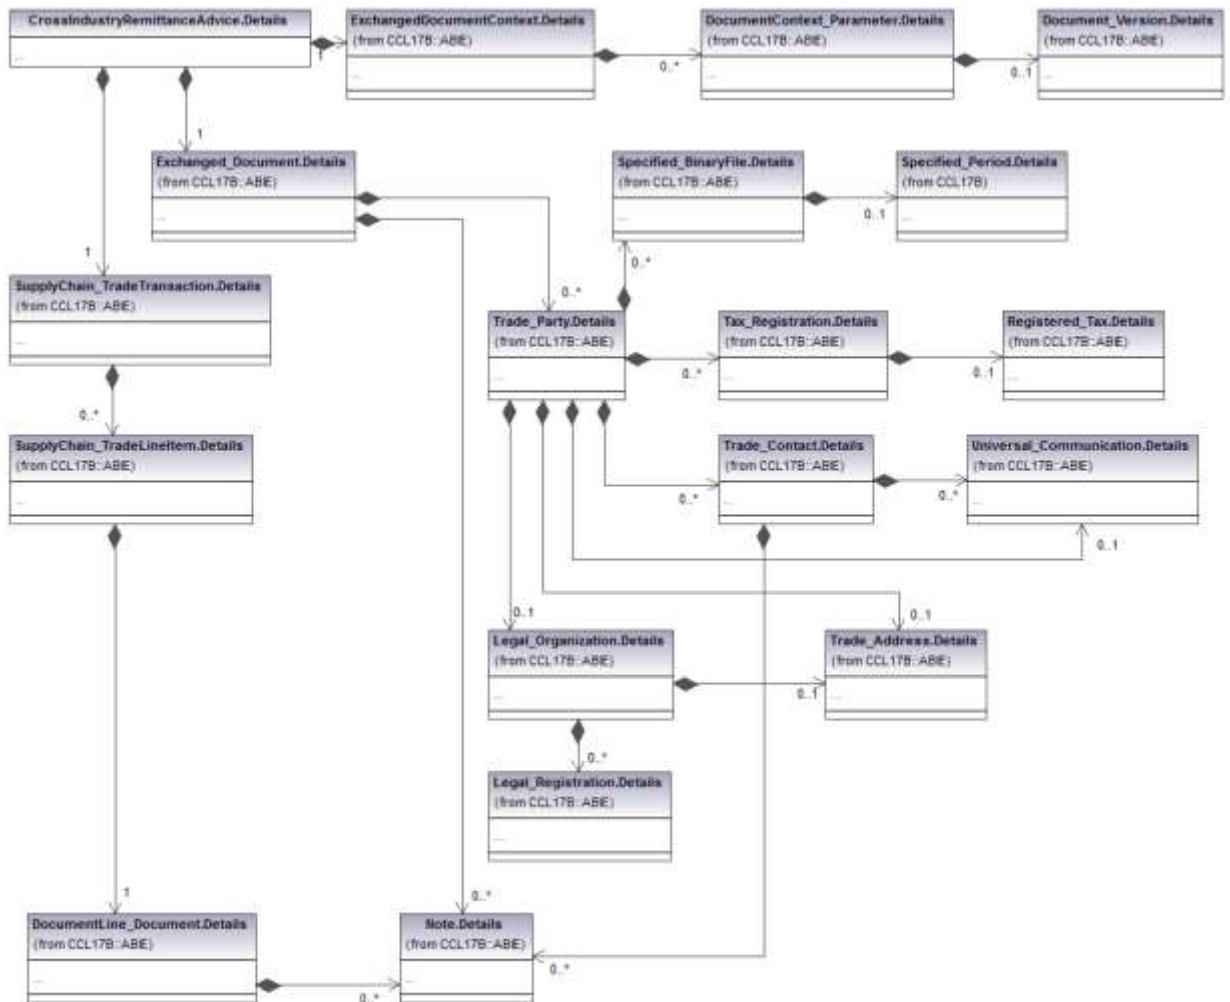 CrossIndustryRemittanceAdvice.Details
...
ExchangedDocumentContext.Details
(from CCL17B::ABIE)
...
1
DocumentContext_Parameter.Details
(from CCL17B::ABIE)
...
0..*
Document_Version.Details
(from CCL17B::ABIE)
...
0..1
1
Exchanged_Document.Details
(from CCL17B::ABIE)
...
Specified_BinaryFile.Details
(from CCL17B::ABIE)
...
Specified_Period.Details
(from CCL17B)
...
0..1
1
0..*
0..*
SupplyChain_TradeTransaction.Details
(from CCL17B::ABIE)
...
Trade_Party.Details
(from CCL17B::ABIE)
...
Tax_Registration.Details
(from CCL17B::ABIE)
...
0..*
Registered_Tax.Details
(from CCL17B::ABIE)
...
0..1
0..*
SupplyChain_TradeLineItem.Details
(from CCL17B::ABIE)
...
Trade_Contact.Details
(from CCL17B::ABIE)
...
0..*
Universal_Communication.Details
(from CCL17B::ABIE)
...
0..*
0..1
0..1
0..1
Legal_Organization.Details
(from CCL17B::ABIE)
...
Trade_Address.Details
(from CCL17B::ABIE)
...
0..1
0..*
Legal_Registration.Details
(from CCL17B::ABIE)
...
1
0..*
DocumentLine_Document.Details
(from CCL17B::ABIE)
...
Note.Details
(from CCL17B::ABIE)
...
0..*
0..*